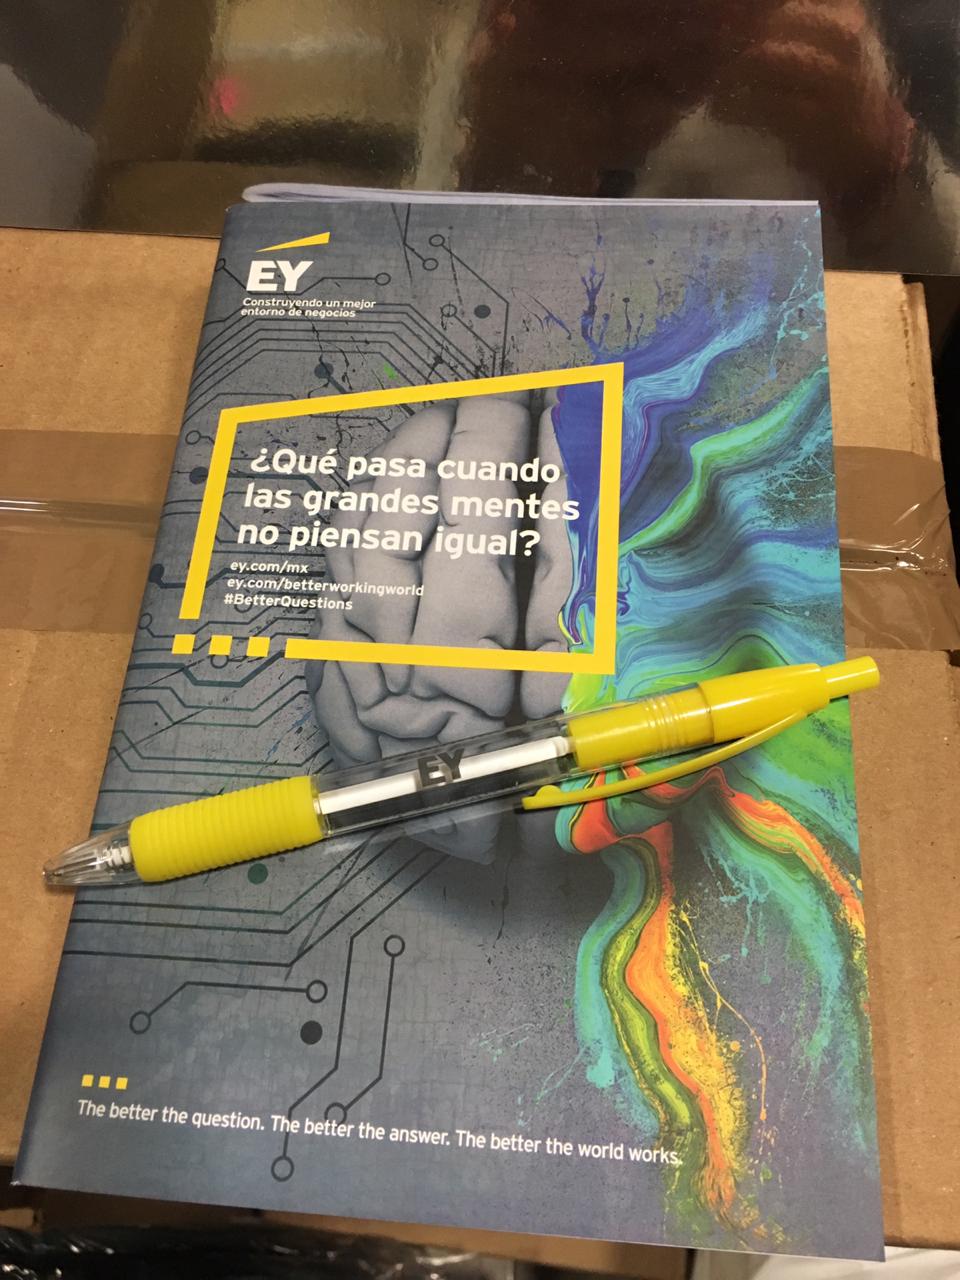 EY
Construyendo un mejor
entorno de negocios
¿Qué pasa cuando
las grandes mentes
no piensan igual?
ey.com/mx
ey.com/betterworkingworld
#BetterQuestions
EY
The better the question. The better the answer. The better the world works.